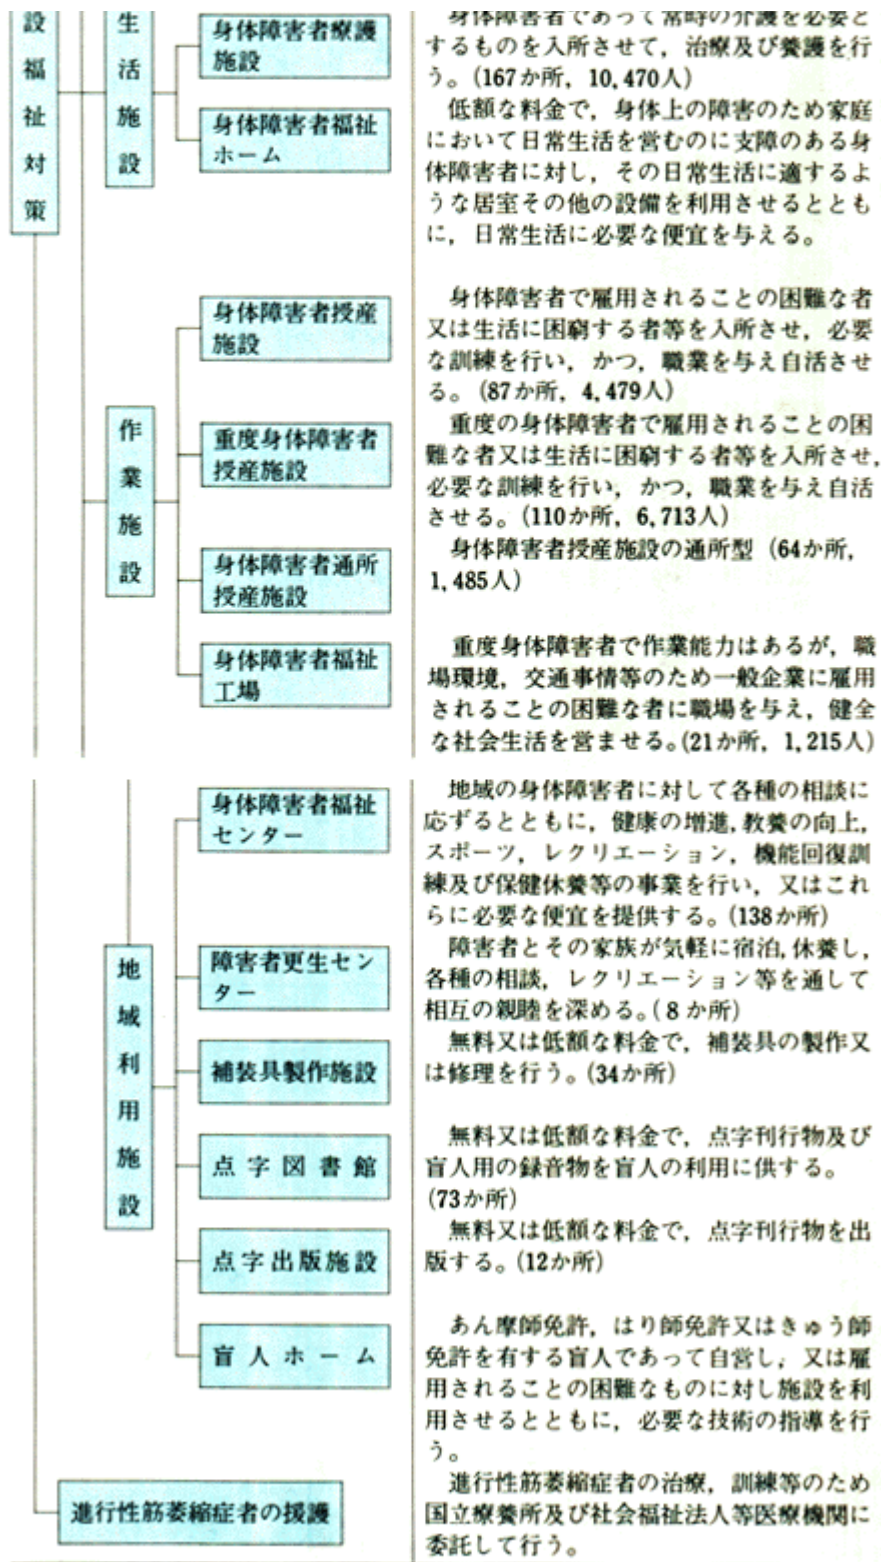 設福祉対策
生活施設
身体障害者療護
施設
身体障害者であって常時の介護を必要と
するものを入所させて，治療及び養護を行
う。(167か所，10,470人)
身体障害者福祉
ホーム
低額な料金で，身体上の障害のため家庭
において日常生活を営むのに支障のある身
体障害者に対し，その日常生活に適するよ
うな居室その他の設備を利用させるととも
に，日常生活に必要な便宜を与える。
作業施設
身体障害者授産
施設
身体障害者で雇用されることの困難な者
又は生活に困窮する者等を入所させ，必要
な訓練を行い，かつ，職業を与え自活させ
る。(87か所，4,479人)
重度身体障害者
授産施設
重度の身体障害者で雇用されることの困
難な者又は生活に困窮する者等を入所させ，
必要な訓練を行い，かつ，職業を与え自活
させる。(110か所，6,713人)
身体障害者通所
授産施設
身体障害者授産施設の通所型（64か所，
1,485人）
身体障害者福祉
工場
重度身体障害者で作業能力はあるが，職
場環境，交通事情等のため一般企業に雇用
されることの困難な者に職場を与え，健全
な社会生活を営ませる。(21か所，1,215人)
地域利用施設
身体障害者福祉
センター
地域の身体障害者に対して各種の相談に
応ずるとともに，健康の増進，教養の向上，
スポーツ，レクリエーション，機能回復訓
練及び保健休養等の事業を行い，又はこれ
らに必要な便宜を提供する。(138か所)
障害者更生セン
ター
障害者とその家族が気軽に宿泊，休養し，
各種の相談，レクリエーション等を通して
相互の親睦を深める。(8か所)
補装具製作施設
無料又は低額な料金で，補装具の製作又
は修理を行う。(34か所)
点字図書館
無料又は低額な料金で，点字刊行物及び
盲人用の録音物を盲人の利用に供する。
(73か所)
点字出版施設
無料又は低額な料金で，点字刊行物を出
版する。(12か所)
盲人ホーム
あん摩師免許，はり師免許又はきゅう師
免許を有する盲人であって自営し，又は雇
用されることの困難なものに対し施設を利
用させるとともに，必要な技術の指導を行
う。
進行性筋萎縮症者の援護
進行性筋萎縮症者の治療，訓練等のため
国立療養所及び社会福祉法人等医療機関に
委託して行う。